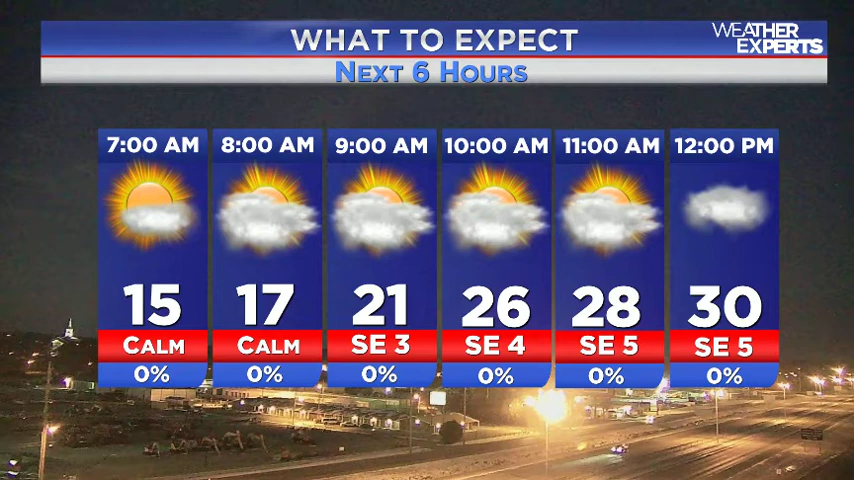 WHAT TO EXPECT
WEATHER
EXPERTS
NEXT 6 HOURS
7:00 AM 8:00 AM 9:00 AM 10:00 AM 11:00 AM 12:00 PM
15 17 21 26 28 30
CALM CALM SE 3 SE 4 SE 5 SE 5
0% 0% 0% 0% 0% 0%